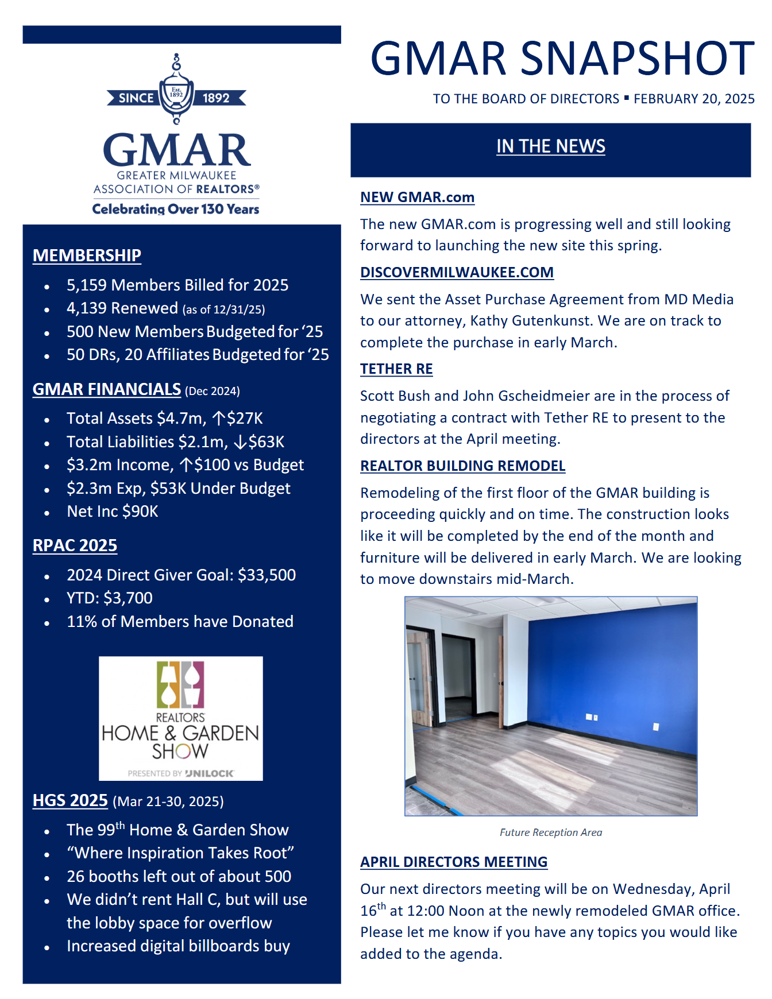 SINCE
Est.
1892
1892
GMAR
GREATER MILWAUKEE
ASSOCIATION OF REALTORS®
Celebrating Over 130 Years
MEMBERSHIP
• 5,159 Members Billed for 2025
• 4,139 Renewed (as of 12/31/25)
• 500 New Members Budgeted for ‘25
• 50 DRs, 20 Affiliates Budgeted for ‘25
GMAR FINANCIALS (Dec 2024)
• Total Assets $4.7m, ↑$27K
• Total Liabilities $2.1m, ↓$63K
• $3.2m Income, ↑$100 vs Budget
• $2.3m Exp, $53K Under Budget
• Net Inc $90K
RPAC 2025
• 2024 Direct Giver Goal: $33,500
• YTD: $3,700
• 11% of Members have Donated
REALTORS
HOME & GARDEN
SHOW
PRESENTED BY UNILOCK
HGS 2025 (Mar 21-30, 2025)
• The 99th Home & Garden Show
• “Where Inspiration Takes Root”
• 26 booths left out of about 500
• We didn’t rent Hall C, but will use
the lobby space for overflow
• Increased digital billboards buy
GMAR SNAPSHOT
TO THE BOARD OF DIRECTORS ▪ FEBRUARY 20, 2025
IN THE NEWS
NEW GMAR.com
The new GMAR.com is progressing well and still looking
forward to launching the new site this spring.
DISCOVERMILWAUKEE.COM
We sent the Asset Purchase Agreement from MD Media
to our attorney, Kathy Gutenkunst. We are on track to
complete the purchase in early March.
TETHER RE
Scott Bush and John Gscheidmeier are in the process of
negotiating a contract with Tether RE to present to the
directors at the April meeting.
REALTOR BUILDING REMODEL
Remodeling of the first floor of the GMAR building is
proceeding quickly and on time. The construction looks
like it will be completed by the end of the month and
furniture will be delivered in early March. We are looking
to move downstairs mid-March.
Future Reception Area
APRIL DIRECTORS MEETING
Our next directors meeting will be on Wednesday, April
16th at 12:00 Noon at the newly remodeled GMAR office.
Please let me know if you have any topics you would like
added to the agenda.